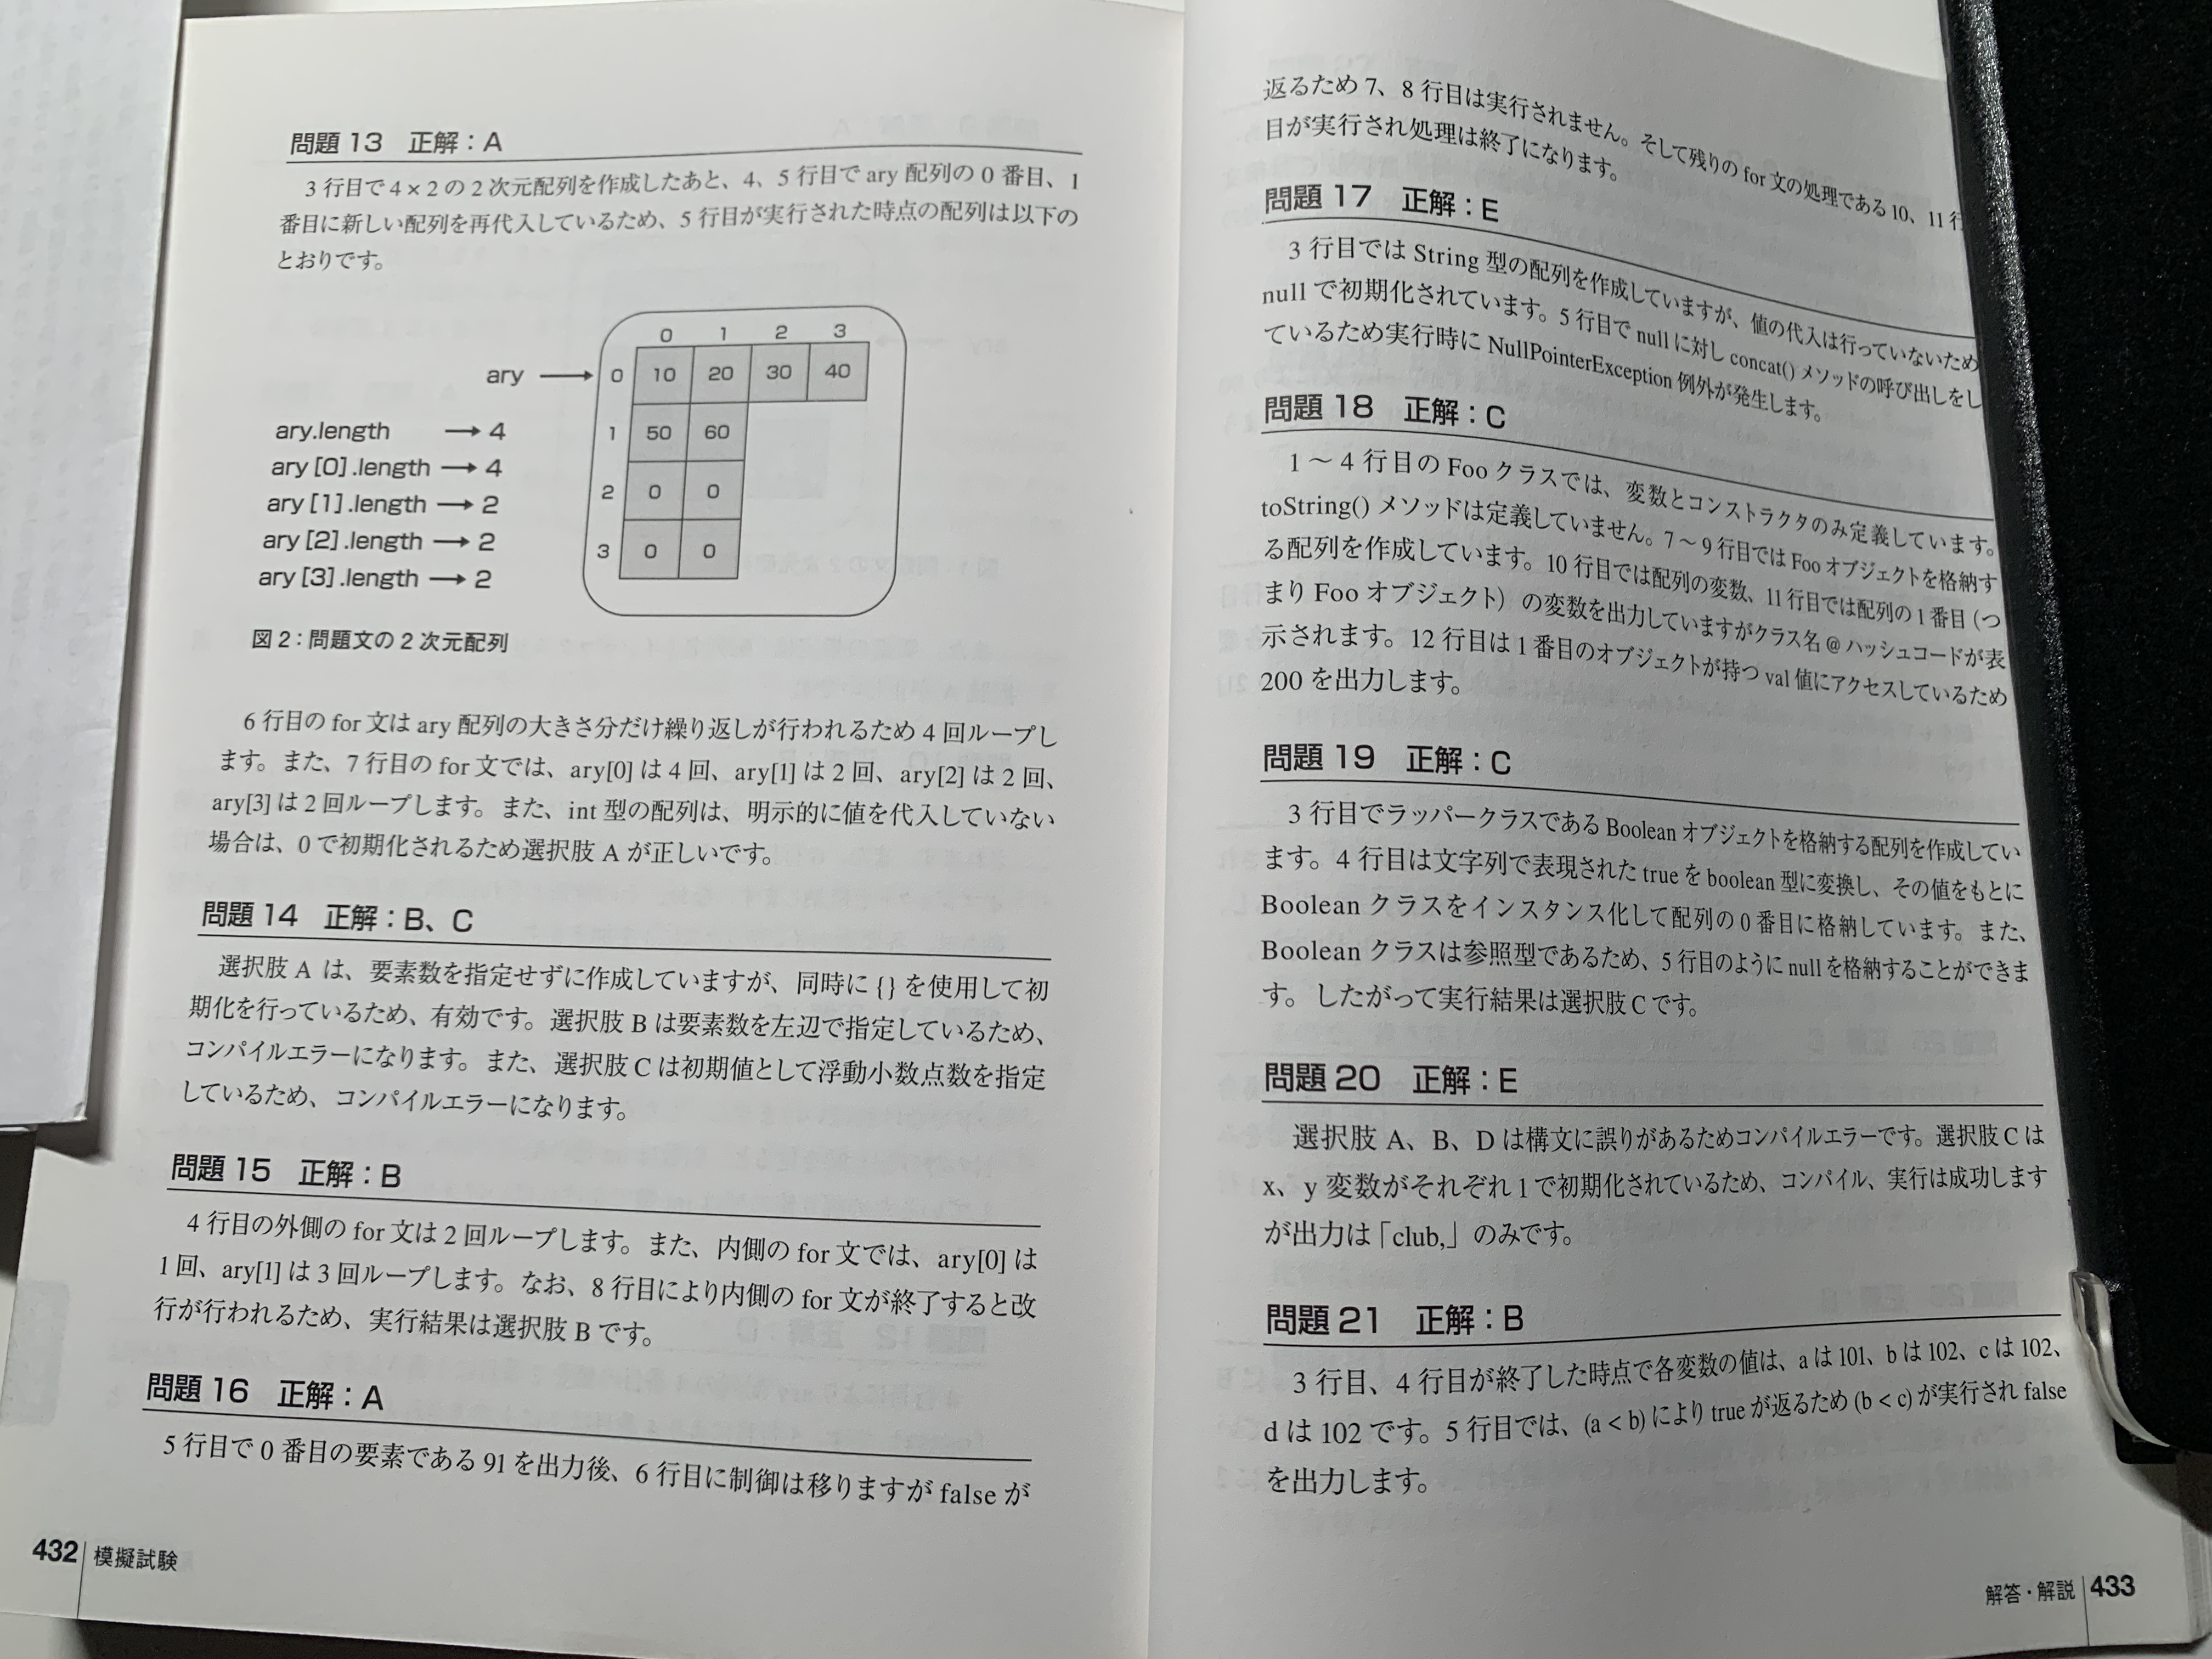 問題 13　正解：A
3 行目で 4 × 2 の 2 次元配列を作成したあと、4、5 行目で ary 配列の 0 番目、1
番目に新しい配列を再代入しているため、5 行目が実行された時点の配列は以下の
とおりです。
0 1 2 3
ary → 0 10 20 30 40
1 50 60
2 0 0
3 0 0
ary.length → 4
ary [0] .length → 4
ary [1] .length → 2
ary [2] .length → 2
ary [3] .length → 2
図 2：問題文の 2 次元配列
6 行目の for 文は ary 配列の大きさ分だけ繰り返しが行われるため 4 回ループし
ます。また、7 行目の for 文では、ary[0] は 4 回、ary[1] は 2 回、ary[2] は 2 回、
ary[3] は 2 回ループします。また、int 型の配列は、明示的に値を代入していない
場合は、0 で初期化されるため選択肢 A が正しいです。
問題 14　正解：B、C
選択肢 A は、要素数を指定せずに作成していますが、同時に {} を使用して初
期化を行っているため、有効です。選択肢 B は要素数を左辺で指定しているため、
コンパイルエラーになります。また、選択肢 C は初期値として浮動小数点数を指定
しているため、コンパイルエラーになります。
問題 15　正解：B
4 行目の外側の for 文は 2 回ループします。また、内側の for 文では、ary[0] は
1 回、ary[1] は 3 回ループします。なお、8 行目により内側の for 文が終了すると改
行が行われるため、実行結果は選択肢 B です。
問題 16　正解：A
5 行目で 0 番目の要素である 91 を出力後、6 行目に制御は移りますが false が
432 模擬試験
返るため 7、8 行目は実行されません。そして残りの for 文の処理である 10、11 行
目が実行され処理は終了になります。
問題 17　正解：E
3 行目では String 型の配列を作成していますが、値の代入は行っていないため
null で初期化されています。5 行目で null に対し concat() メソッドの呼び出しをし
ているため実行時に NullPointerException 例外が発生します。
問題 18　正解：C
1 〜 4 行目の Foo クラスでは、変数とコンストラクタのみ定義しています。
toString() メソッドは定義していません。7 〜 9 行目では Foo オブジェクトを格納す
る配列を作成しています。10 行目では配列の変数、11 行目では配列の 1 番目（つ
まり Foo オブジェクト）の変数を出力していますがクラス名 @ ハッシュコードが表
示されます。12 行目は 1 番目のオブジェクトが持つ val 値にアクセスしているため
200 を出力します。
問題 19　正解：C
3 行目でラッパークラスである Boolean オブジェクトを格納する配列を作成してい
ます。4 行目は文字列で表現された true を boolean 型に変換し、その値をもとに
Boolean クラスをインスタンス化して配列の 0 番目に格納しています。また、
Boolean クラスは参照型であるため、5 行目のように null を格納することができま
す。したがって実行結果は選択肢 C です。
問題 20　正解：E
選択肢 A、B、D は構文に誤りがあるためコンパイルエラーです。選択肢 C は
x、y 変数がそれぞれ 1 で初期化されているため、コンパイル、実行は成功します
が出力は「club,」のみです。
問題 21　正解：B
3 行目、4 行目が終了した時点で各変数の値は、a は 101、b は 102、c は 102、
d は 102 です。5 行目では、(a < b) により true が返るため (b < c) が実行され false
を出力します。
解答・解説 433